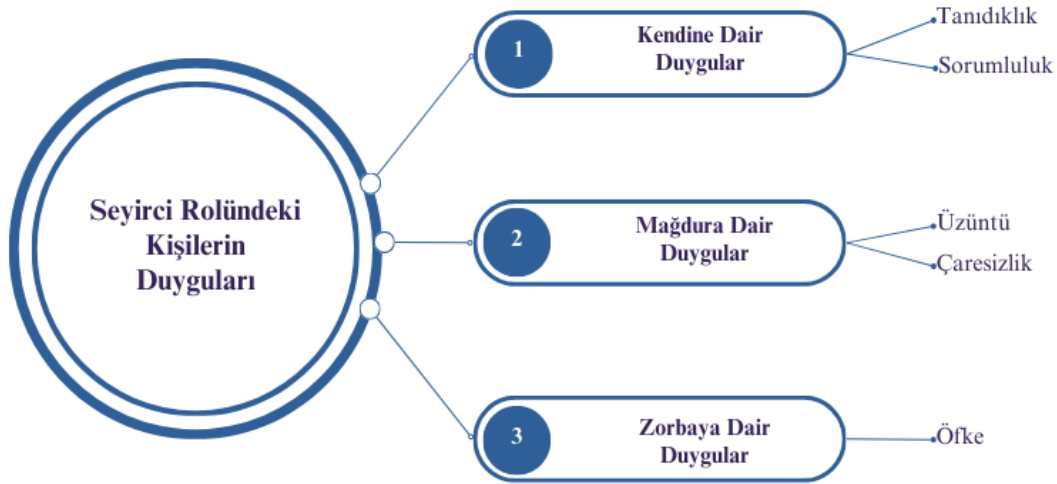 Seyirci Rolündeki
Kişilerin
Duyguları
1
Kendine Dair
Duygular
Tanıdıklık
Sorumluluk
2
Mağdura Dair
Duygular
Üzüntü
Çaresizlik
3
Zorbaya Dair
Duygular
Öfke